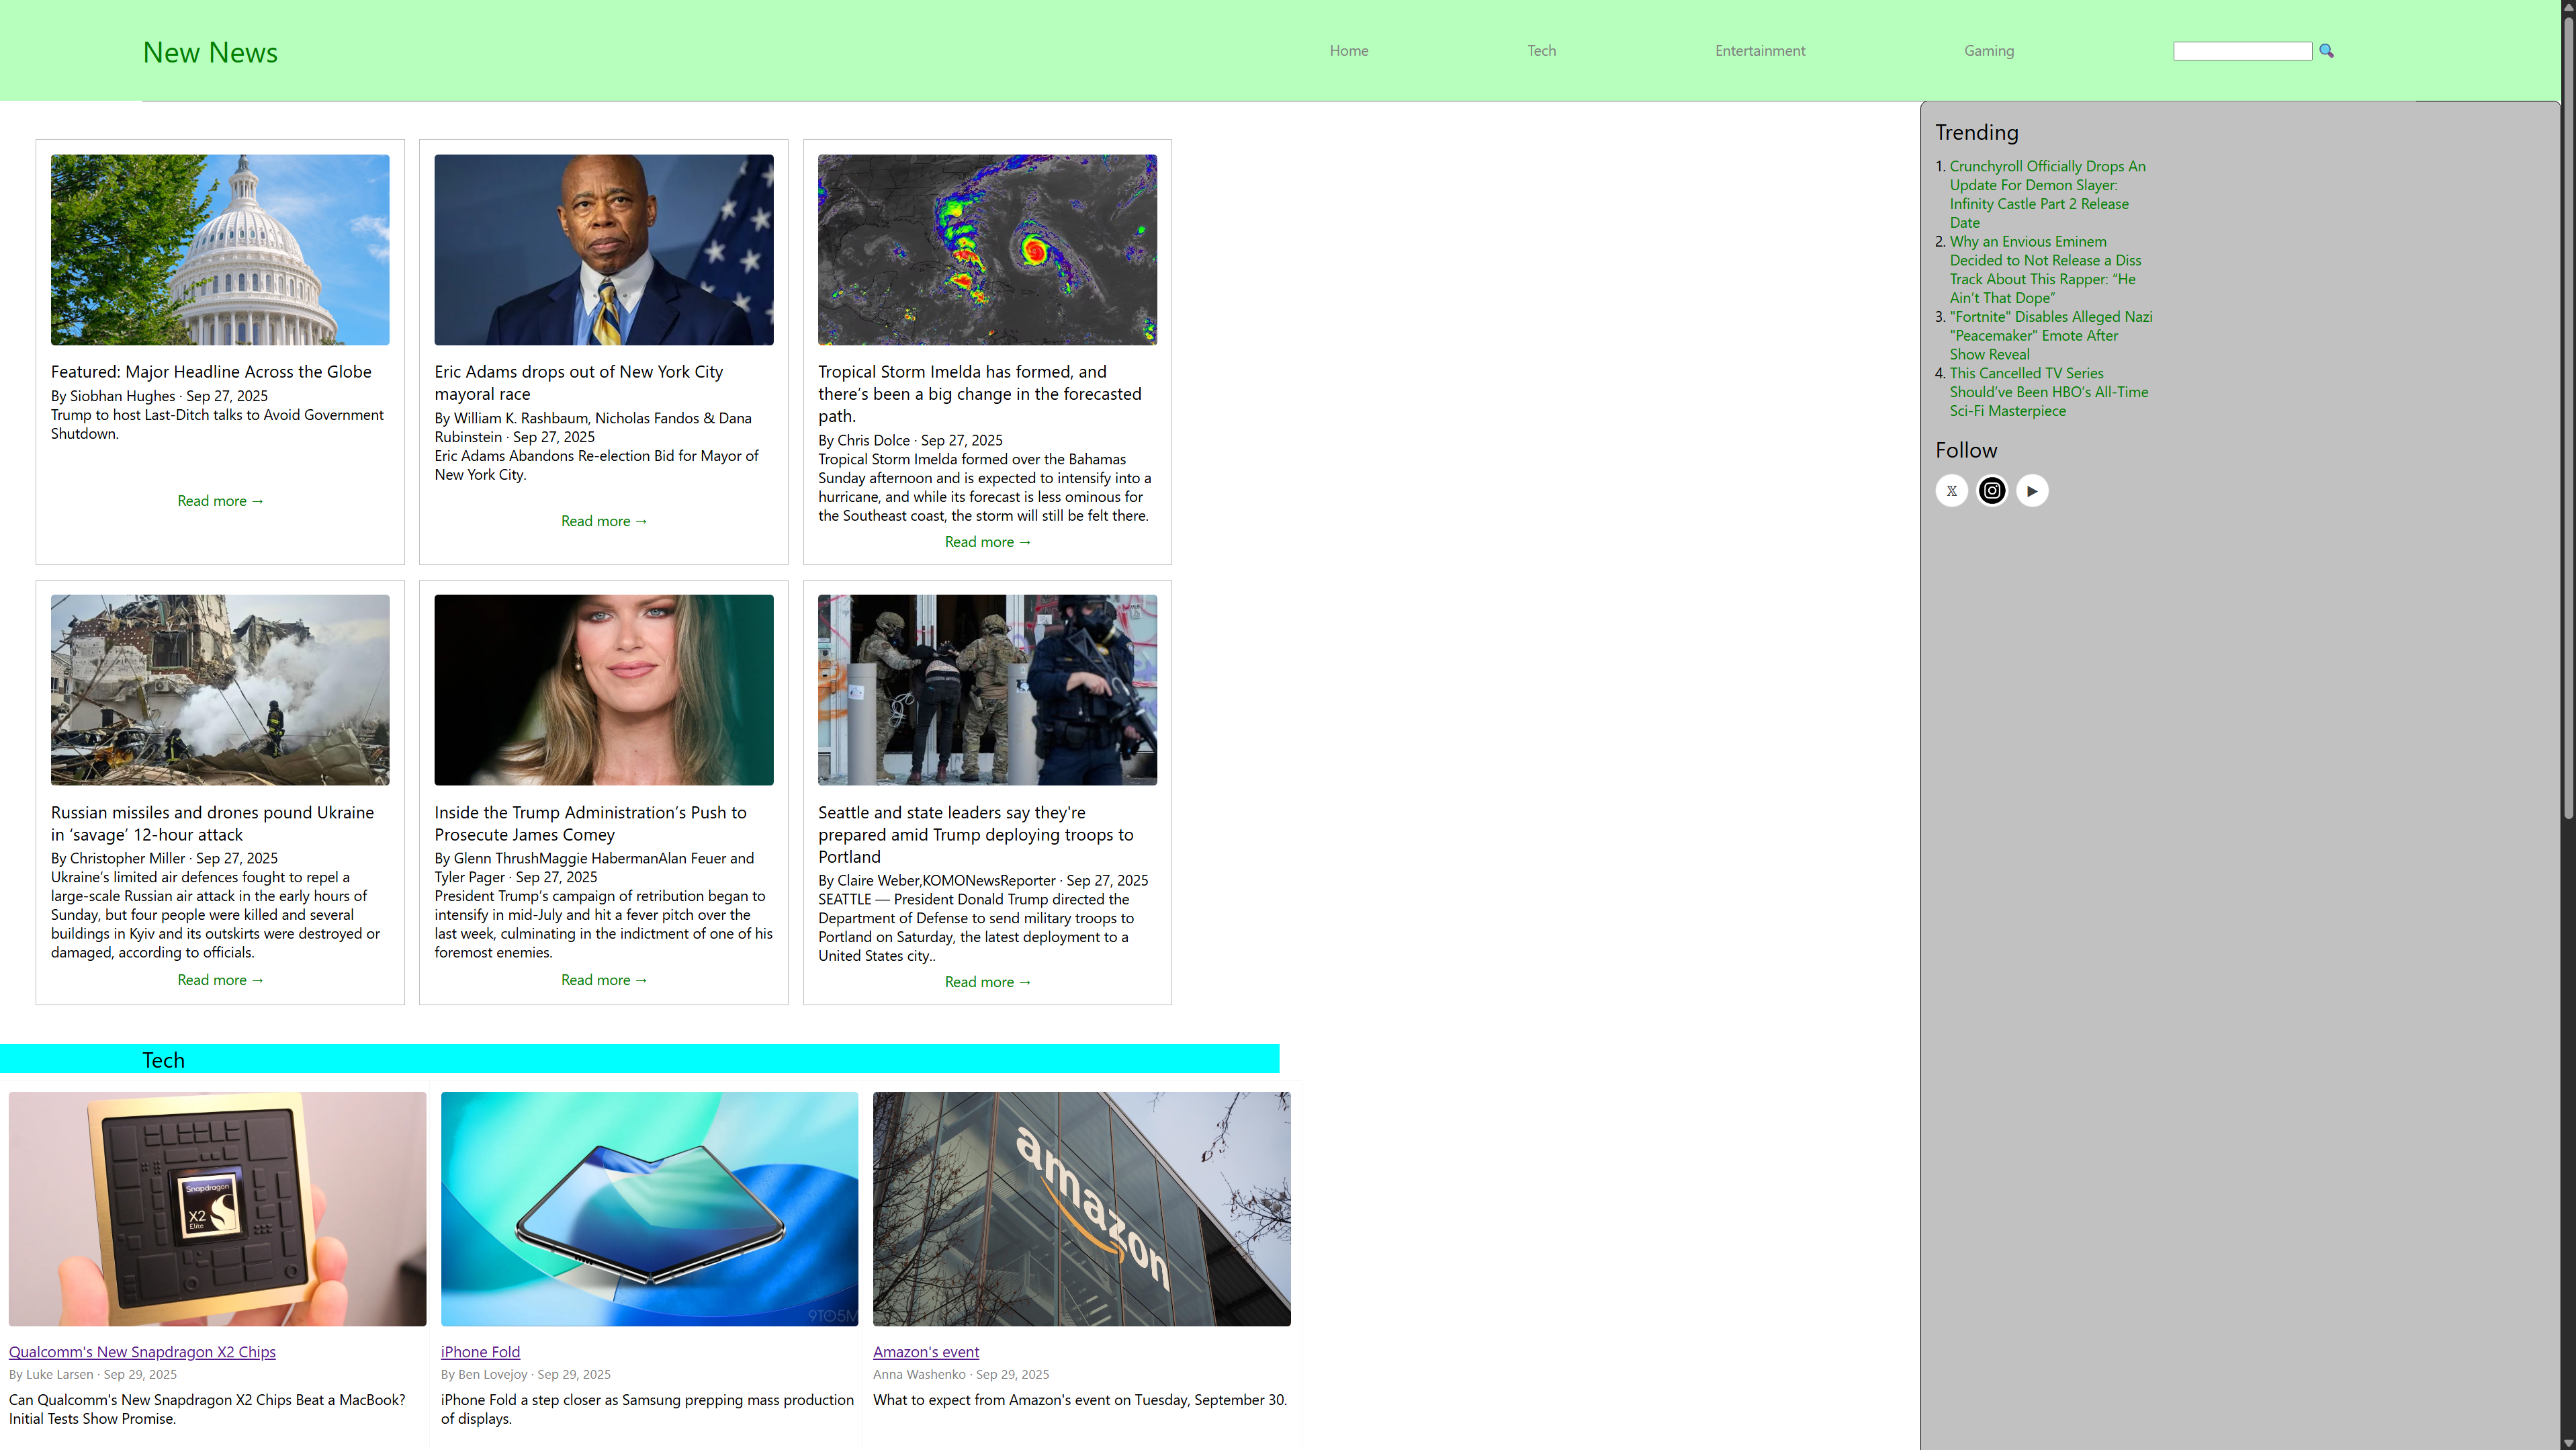 New News
Home
Tech
Entertainment
Gaming
Featured: Major Headline Across the Globe
By Siobhan Hughes · Sep 27, 2025
Trump to host Last-Ditch talks to Avoid Government
Shutdown.
Read more →
Eric Adams drops out of New York City
mayoral race
By William K. Rashbaum, Nicholas Fandos & Dana
Rubinstein · Sep 27, 2025
Eric Adams Abandons Re-election Bid for Mayor of
New York City.
Read more →
Tropical Storm Imelda has formed, and
there’s been a big change in the forecasted
path.
By Chris Dolce · Sep 27, 2025
Tropical Storm Imelda formed over the Bahamas
Sunday afternoon and is expected to intensify into a
hurricane, and while its forecast is less ominous for
the Southeast coast, the storm will still be felt there.
Read more →
Russian missiles and drones pound Ukraine
in ‘savage’ 12-hour attack
By Christopher Miller · Sep 27, 2025
Ukraine’s limited air defences fought to repel a
large-scale Russian air attack in the early hours of
Sunday, but four people were killed and several
buildings in Kyiv and its outskirts were destroyed or
damaged, according to officials.
Read more →
Inside the Trump Administration’s Push to
Prosecute James Comey
By Glenn ThrushMaggie HabermanAlan Feuer and
Tyler Pager · Sep 27, 2025
President Trump’s campaign of retribution began to
intensify in mid-July and hit a fever pitch over the
last week, culminating in the indictment of one of his
foremost enemies.
Read more →
Seattle and state leaders say they're
prepared amid Trump deploying troops to
Portland
By Claire Weber,KOMONewsReporter · Sep 27, 2025
SEATTLE — President Donald Trump directed the
Department of Defense to send military troops to
Portland on Saturday, the latest deployment to a
United States city..
Read more →
Tech
Snapdragon
X2
Elite
Qualcomm's New Snapdragon X2 Chips
By Luke Larsen · Sep 29, 2025
Can Qualcomm's New Snapdragon X2 Chips Beat a MacBook?
Initial Tests Show Promise.
9TO5M
iPhone Fold
By Ben Lovejoy · Sep 29, 2025
iPhone Fold a step closer as Samsung prepping mass production
of displays.
amazon
Amazon's event
Anna Washenko · Sep 29, 2025
What to expect from Amazon's event on Tuesday, September 30.
Trending
1. Crunchyroll Officially Drops An
Update For Demon Slayer:
Infinity Castle Part 2 Release
Date
2. Why an Envious Eminem
Decided to Not Release a Diss
Track About This Rapper: “He
Ain’t That Dope”
3. "Fortnite" Disables Alleged Nazi
"Peacemaker" Emote After
Show Reveal
4. This Cancelled TV Series
Should’ve Been HBO’s All-Time
Sci-Fi Masterpiece
Follow
𝕏